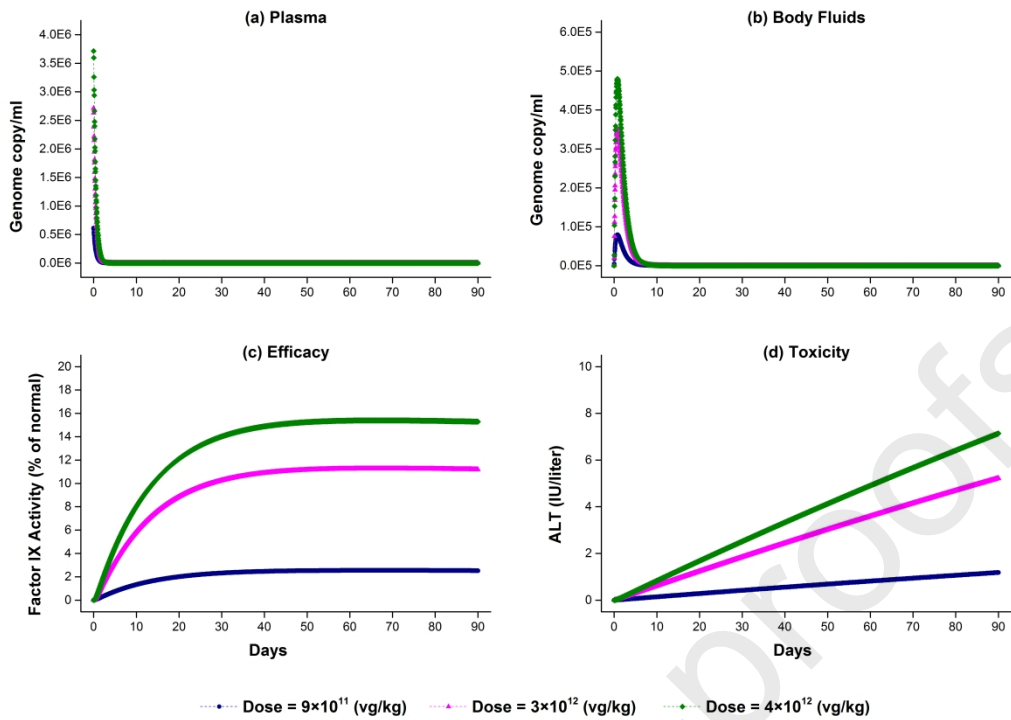 (a) Plasma
4.0E6
3.5E6
3.0E6
2.5E6
2.0E6
1.5E6
1.0E6
0.5E6
0.0E6
Genome copy/ml
0 10 20 30 40 50 60 70 80 90
(b) Body Fluids
6.0E5
5.0E5
4.0E5
3.0E5
2.0E5
1.0E5
0.0E5
Genome copy/ml
0 10 20 30 40 50 60 70 80 90
(c) Efficacy
20
18
16
14
12
10
8
6
4
2
0
Factor IX Activity (% of normal)
0 10 20 30 40 50 60 70 80 90
Days
(d) Toxicity
10
8
6
4
2
0
ALT (IU/liter)
0 10 20 30 40 50 60 70 80 90
Days
Dose = 9×10¹¹ (vg/kg) Dose = 3×10¹² (vg/kg) Dose = 4×10¹² (vg/kg)
proofs